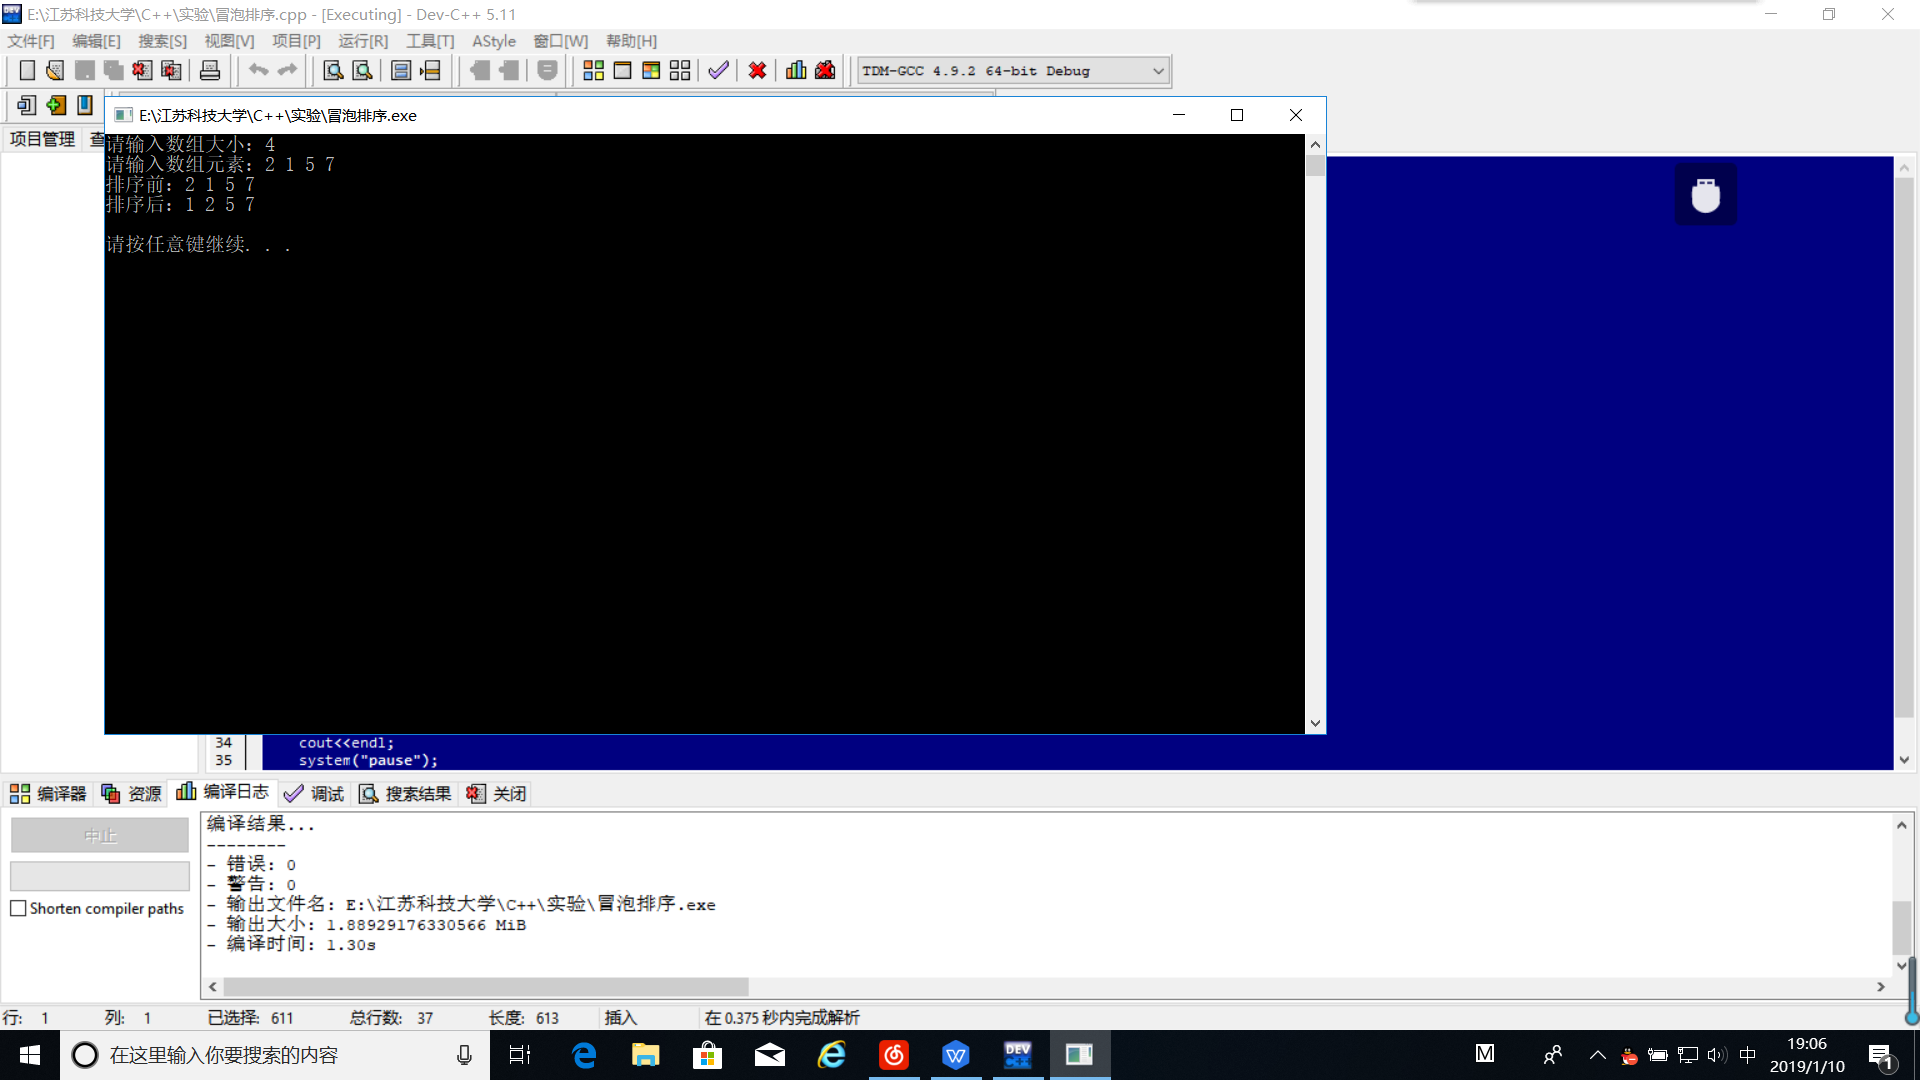 E:\江苏科技大学\C++\实验\冒泡排序.cpp - [Executing] - Dev-C++ 5.11
文件[F] 编辑[E] 搜索[S] 视图[V] 项目[P] 运行[R] 工具[T] AStyle 窗口[W] 帮助[H]
TDM-GCC 4.9.2 64-bit Debug
E:\江苏科技大学\C++\实验\冒泡排序.exe
项目管理 查
请输入数组大小：4
请输入数组元素：2 1 5 7
排序前：2 1 5 7
排序后：1 2 5 7
请按任意键继续. . .
34 cout<<endl;
35 system("pause");
编译器 资源 编译日志 调试 搜索结果 关闭
中止
Shorten compiler paths
编译结果...
--------
- 错误: 0
- 警告: 0
- 输出文件名: E:\江苏科技大学\C++\实验\冒泡排序.exe
- 输出大小: 1.88929176330566 MiB
- 编译时间: 1.30s
行: 1 列: 1 已选择: 611 总行数: 37 长度: 613 插入 在 0.375 秒内完成解析
在这里输入你要搜索的内容
DEV C++
M
中
19:06
2019/1/10
1